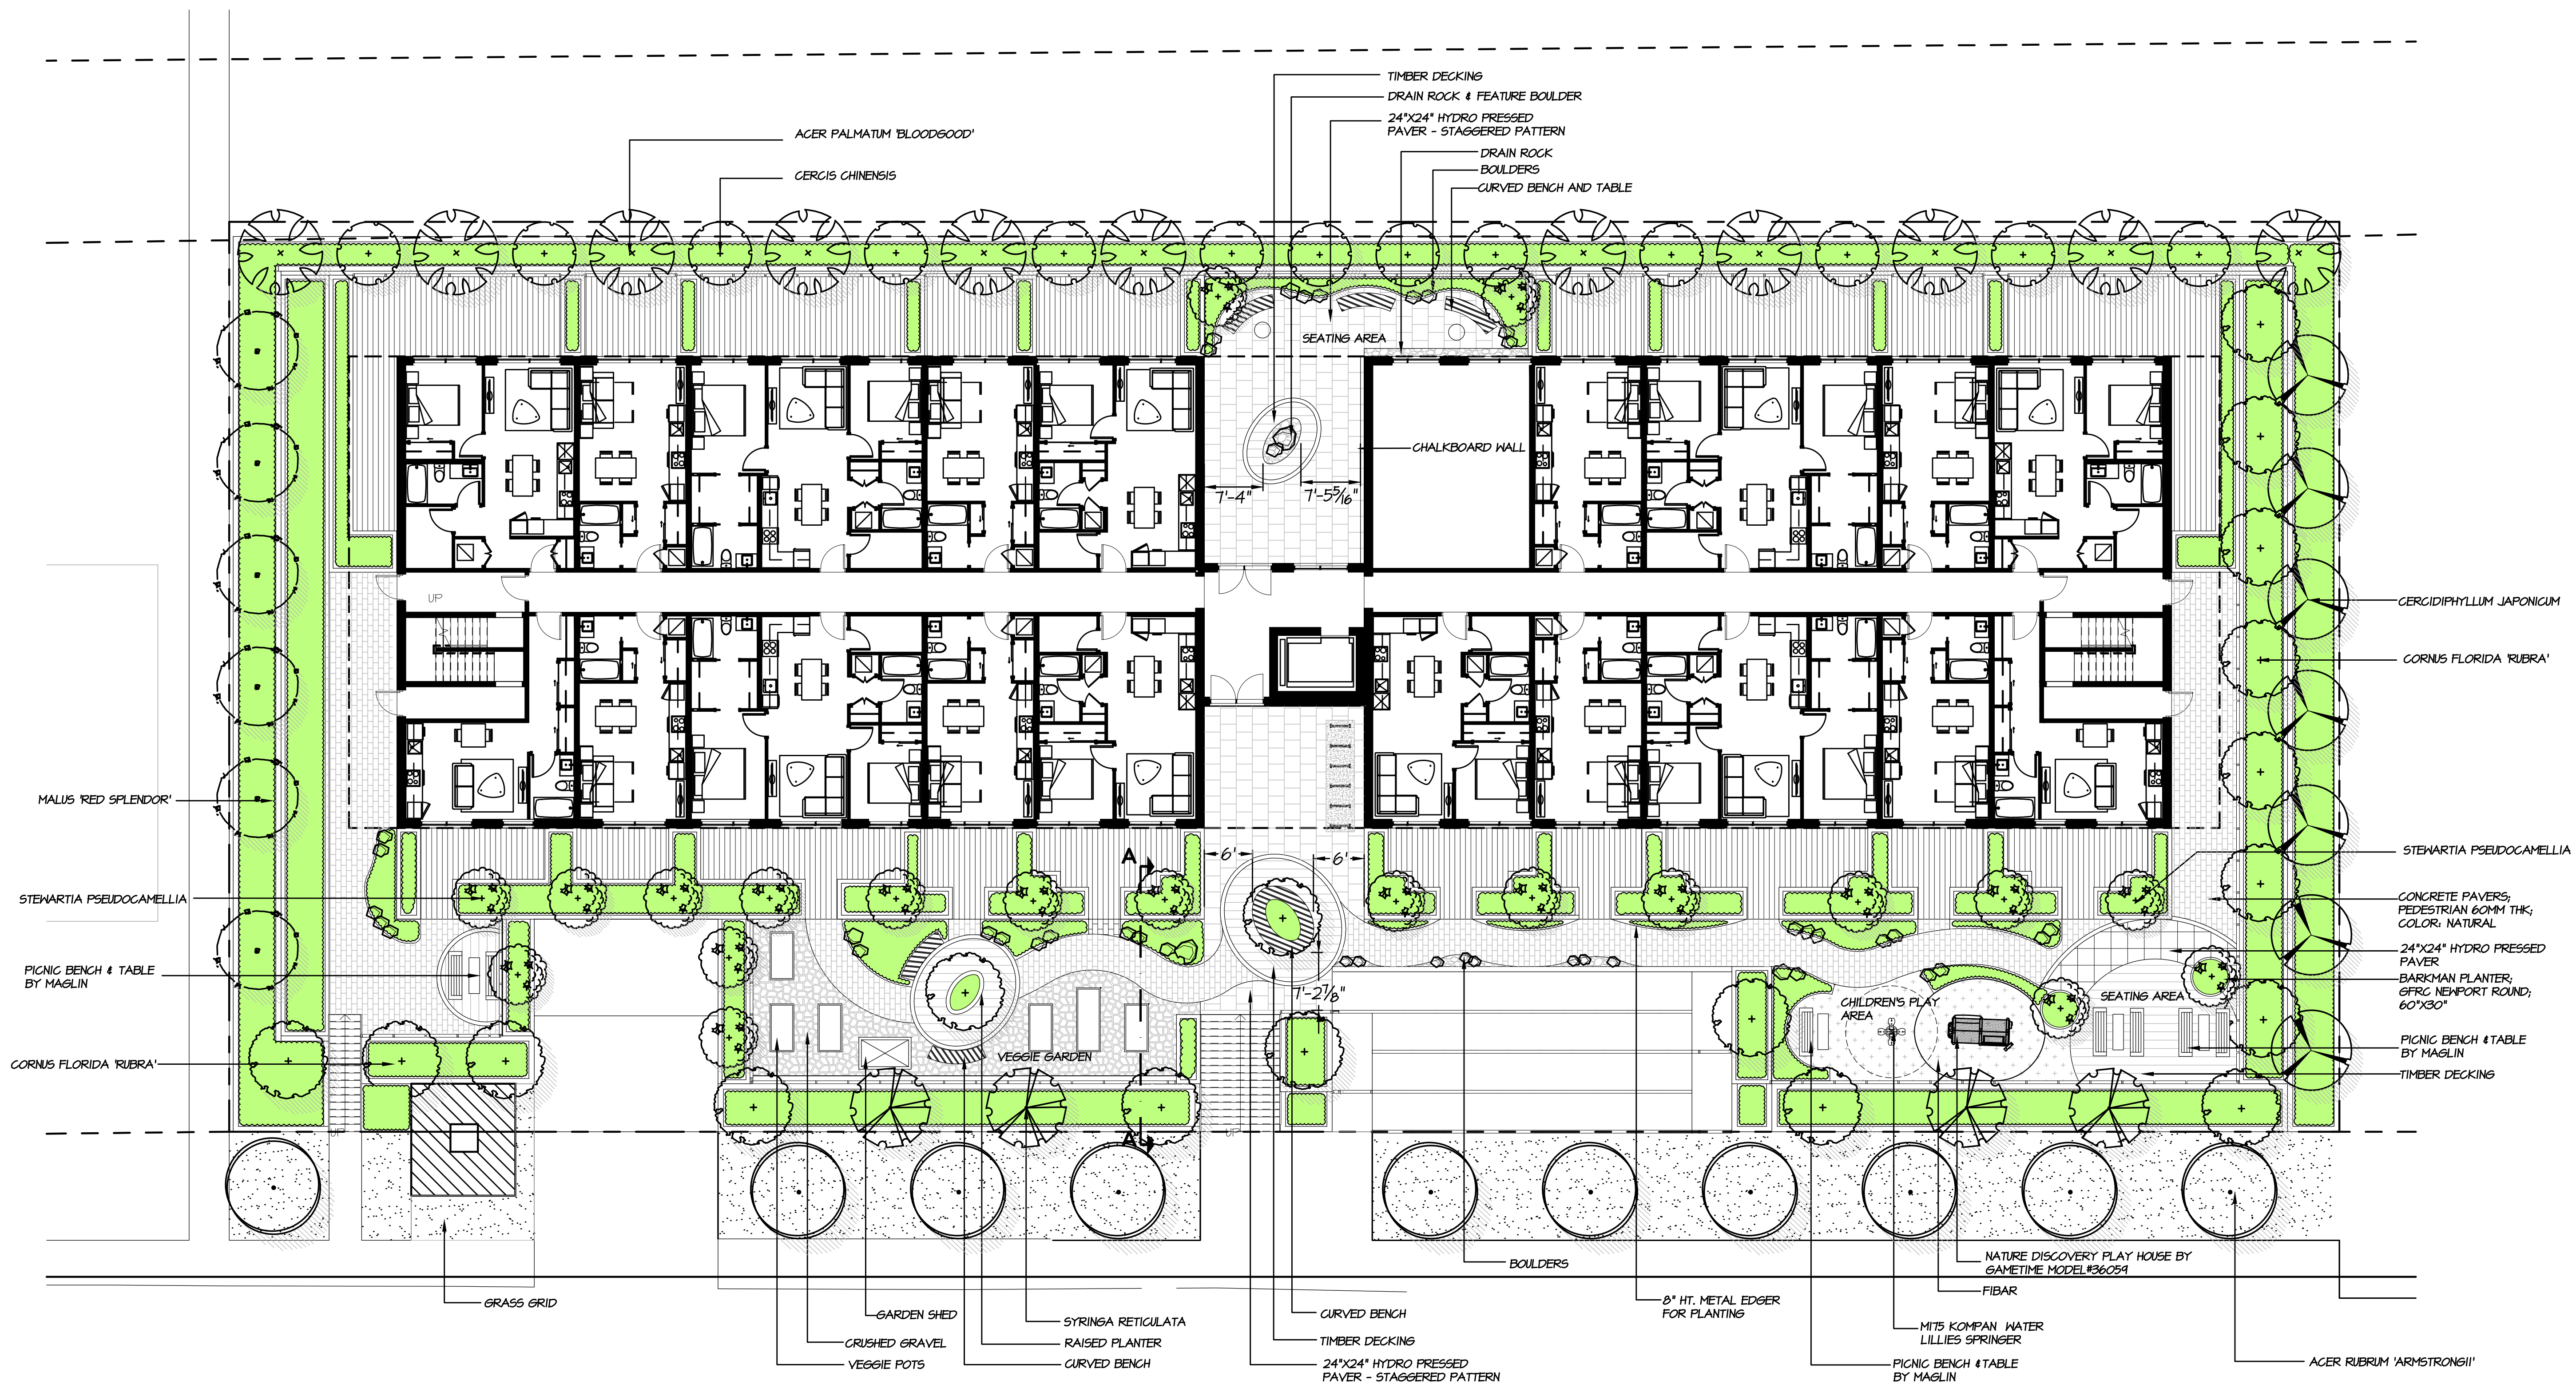 TIMBER DECKING
DRAIN ROCK & FEATURE BOULDER
24"X24" HYDRO PRESSED
PAVER - STAGGERED PATTERN
ACER PALMATUM 'BLOODGOOD'
DRAIN ROCK
BOULDERS
CERCIS CHINENSIS
CURVED BENCH AND TABLE
SEATING AREA
CHALKBOARD WALL
7'-4"
7'-5 5/16"
UP
CERCIDIPHYLLUM JAPONICUM
CORNUS FLORIDA 'RUBRA'
MALUS 'RED SPLENDOR'
A
6'
6'
STEWARTIA PSEUDOCAMELLIA
STEWARTIA PSEUDOCAMELLIA
CONCRETE PAVERS;
PEDESTRIAN 60MM THK;
COLOR: NATURAL
24"X24" HYDRO PRESSED
PAVER
PICNIC BENCH & TABLE
BY MAGLIN
BARKMAN PLANTER;
GFRC NEWPORT ROUND;
60"X30"
7'-2 7/8"
CHILDREN'S PLAY
AREA
SEATING AREA
VEGGIE GARDEN
PICNIC BENCH & TABLE
BY MAGLIN
CORNUS FLORIDA 'RUBRA'
TIMBER DECKING
UP
UP
A
BOULDERS
NATURE DISCOVERY PLAY HOUSE BY
GAMETIME MODEL#36059
FIBAR
GRASS GRID
8" HT. METAL EDGER
FOR PLANTING
GARDEN SHED
SYRINGA RETICULATA
CURVED BENCH
M175 KOMPAN WATER
LILLIES SPRINGER
CRUSHED GRAVEL
RAISED PLANTER
TIMBER DECKING
VEGGIE POTS
CURVED BENCH
24"X24" HYDRO PRESSED
PAVER - STAGGERED PATTERN
PICNIC BENCH & TABLE
BY MAGLIN
ACER RUBRUM 'ARMSTRONGII'